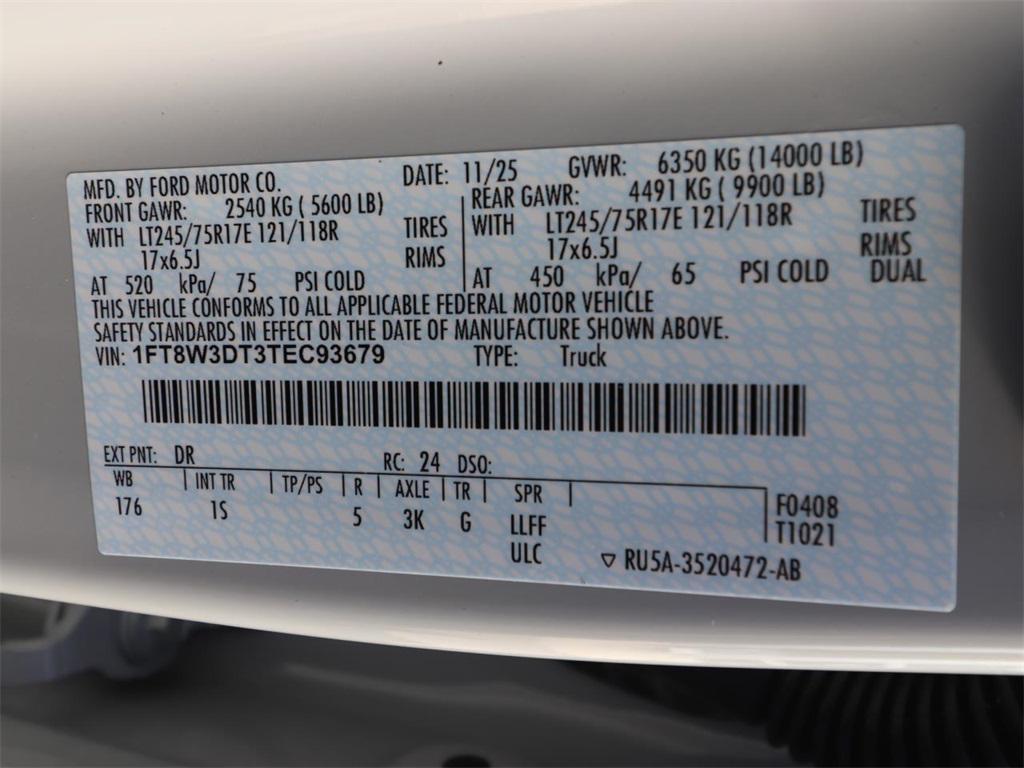 MFD. BY FORD MOTOR CO. DATE: 11/25 GVWR: 6350 KG (14000 LB)
FRONT GAWR: 2540 KG ( 5600 LB) REAR GAWR: 4491 KG ( 9900 LB)
WITH LT245/75R17E 121/118R TIRES WITH LT245/75R17E 121/118R TIRES
17x6.5J RIMS 17x6.5J RIMS
AT 520 kPa/ 75 PSI COLD AT 450 kPa/ 65 PSI COLD DUAL
THIS VEHICLE CONFORMS TO ALL APPLICABLE FEDERAL MOTOR VEHICLE
SAFETY STANDARDS IN EFFECT ON THE DATE OF MANUFACTURE SHOWN ABOVE.
VIN: 1FT8W3DT3TEC93679 TYPE: Truck
EXT PNT: DR RC: 24 DSO:
WB INT TR TP/PS R AXLE TR SPR F0408
176 1S 5 3K G LLFF T1021
ULC RU5A-3520472-AB